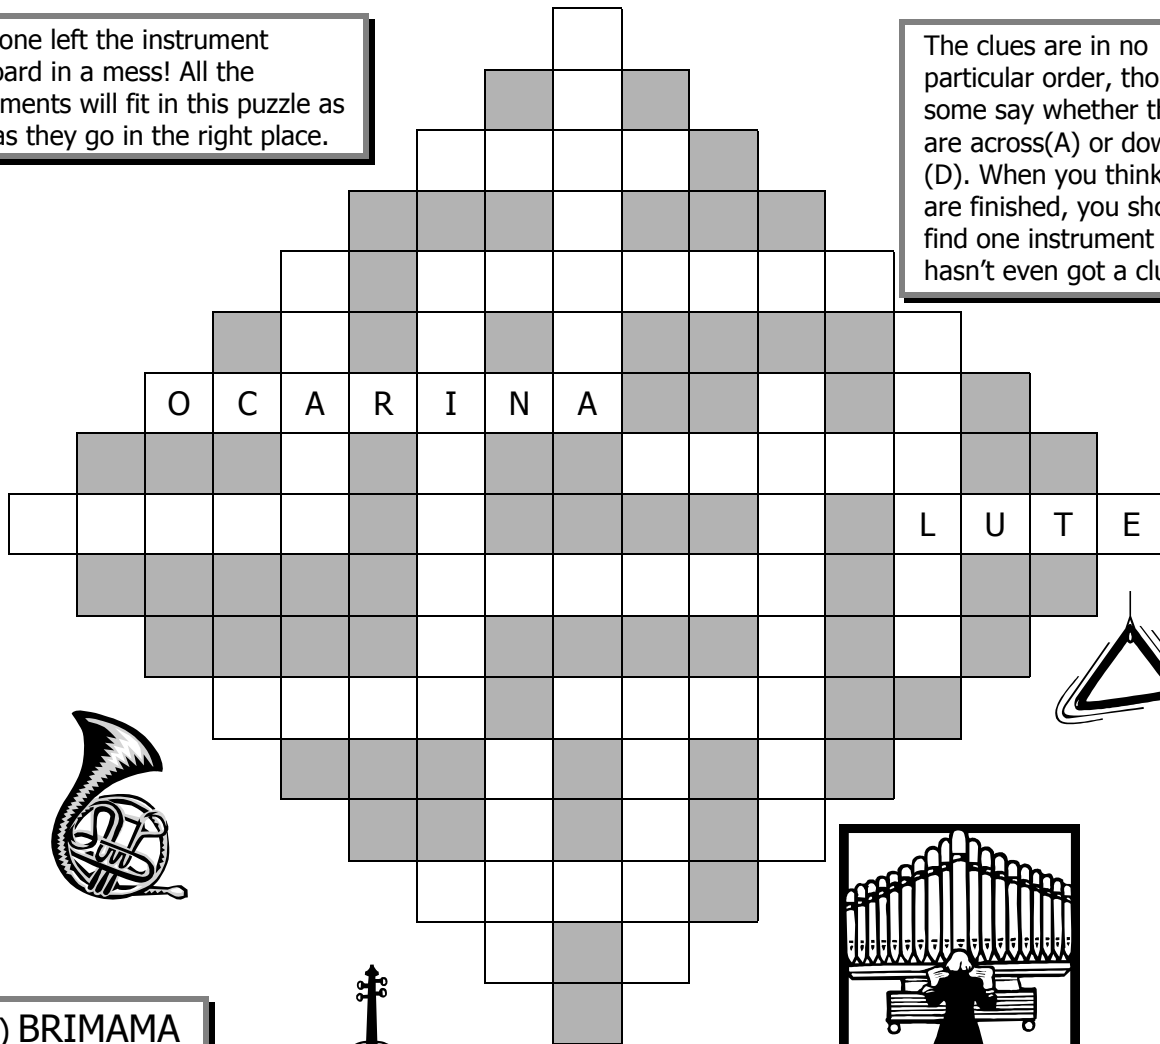 one left the instrument
oard in a mess! All the
ments will fit in this puzzle as
as they go in the right place.
The clues are in no
particular order, tho
some say whether th
are across(A) or dow
(D). When you think
are finished, you sho
find one instrument
hasn't even got a clu
O C A R I N A
L U T E
) BRIMAMA